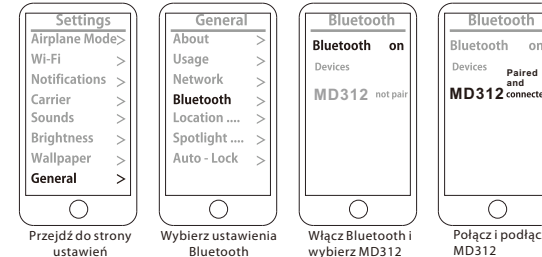 Settings
Airplane Mode>
Wi-Fi >
Notifications >
Carrier >
Sounds >
Brightness >
Wallpaper >
General >
Przejdź do strony
ustawień
General
About >
Usage >
Network >
Bluetooth >
Location .... >
Spotlight .... >
Auto - Lock >
Wybierz ustawienia
Bluetooth
Bluetooth
Bluetooth on
Devices
MD312 not pair
Włącz Bluetooth i
wybierz MD312
Bluetooth
Bluetooth on
Devices
Paired
and
MD312 connecte
Połącz i podłąc
MD312